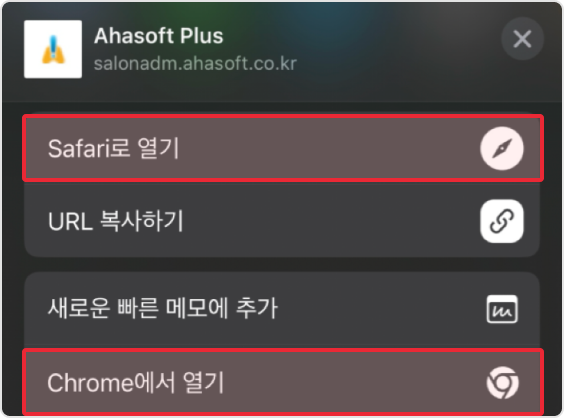 Ahasoft Plus
salonadm.ahasoft.co.kr
Safari로 열기
URL 복사하기
새로운 빠른 메모에 추가
Chrome에서 열기